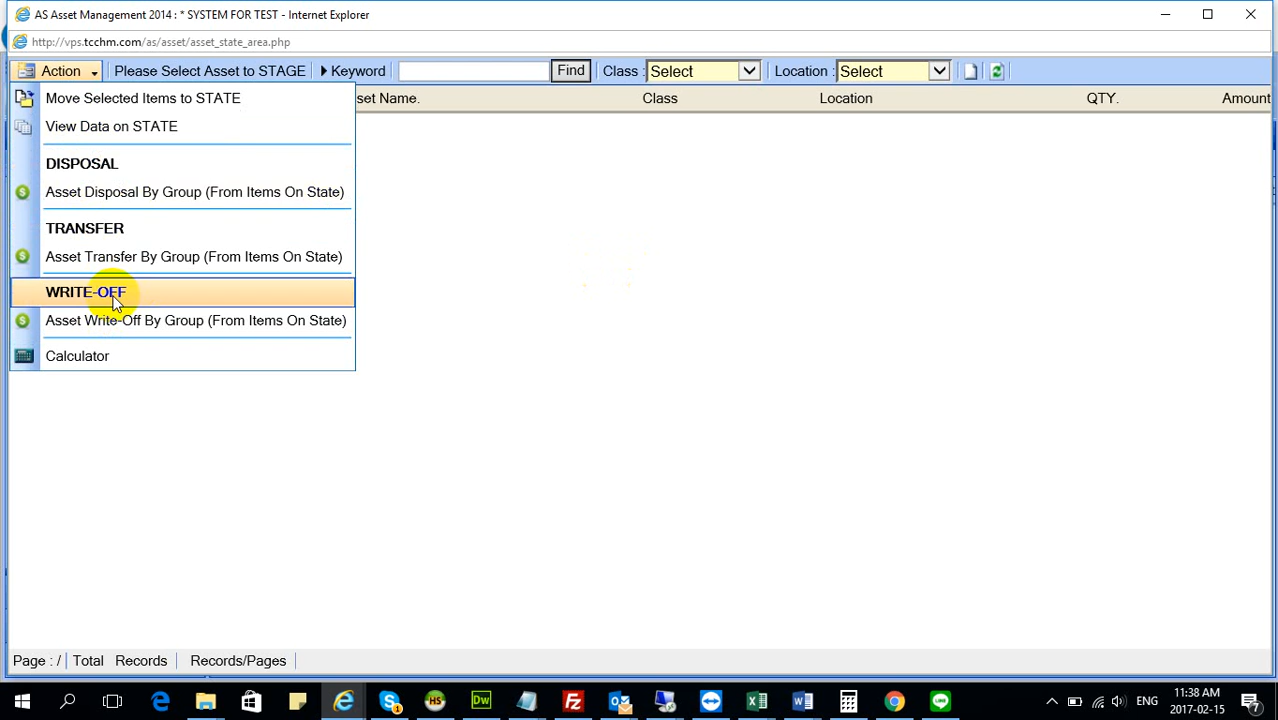 AS Asset Management 2014 : * SYSTEM FOR TEST - Internet Explorer
http://vps.tcchm.com/as/asset/asset_state_area.php
Action Please Select Asset to STAGE Keyword Find Class : Select Location : Select
Move Selected Items to STATE
set Name. Class Location QTY. Amount
View Data on STATE
DISPOSAL
Asset Disposal By Group (From Items On State)
TRANSFER
Asset Transfer By Group (From Items On State)
WRITE-OFF
Asset Write-Off By Group (From Items On State)
Calculator
Page : / Total Records Records/Pages
ENG
11:38 AM
2017-02-15